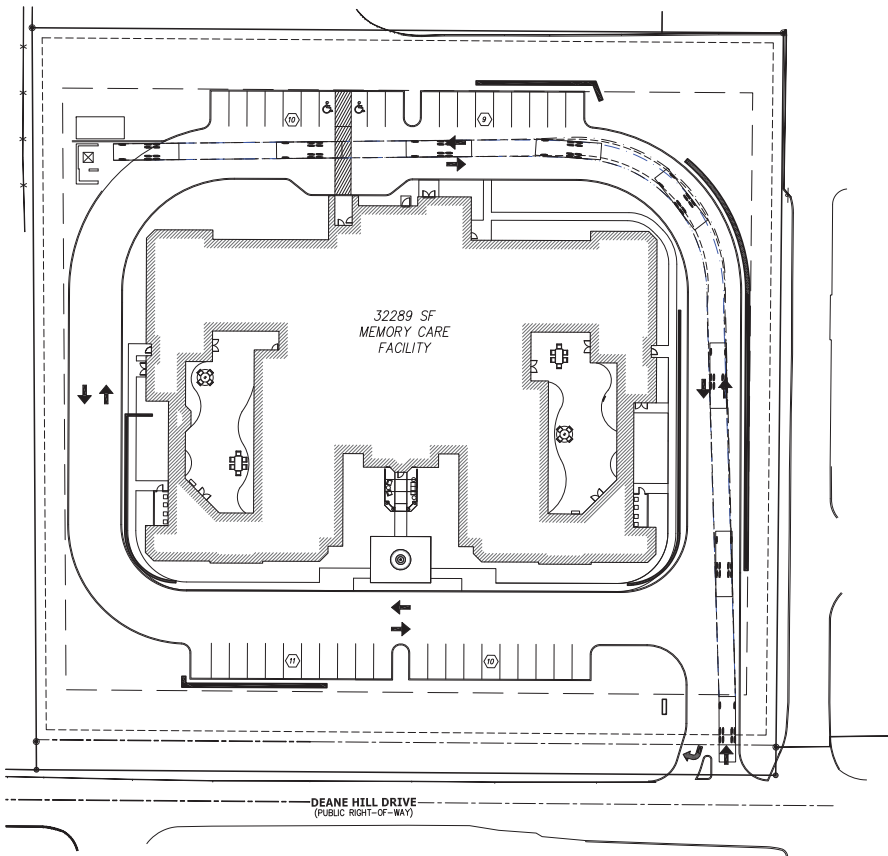 10
9
32289 SF
MEMORY CARE
FACILITY
11
10
DEANE HILL DRIVE
(PUBLIC RIGHT-OF-WAY)